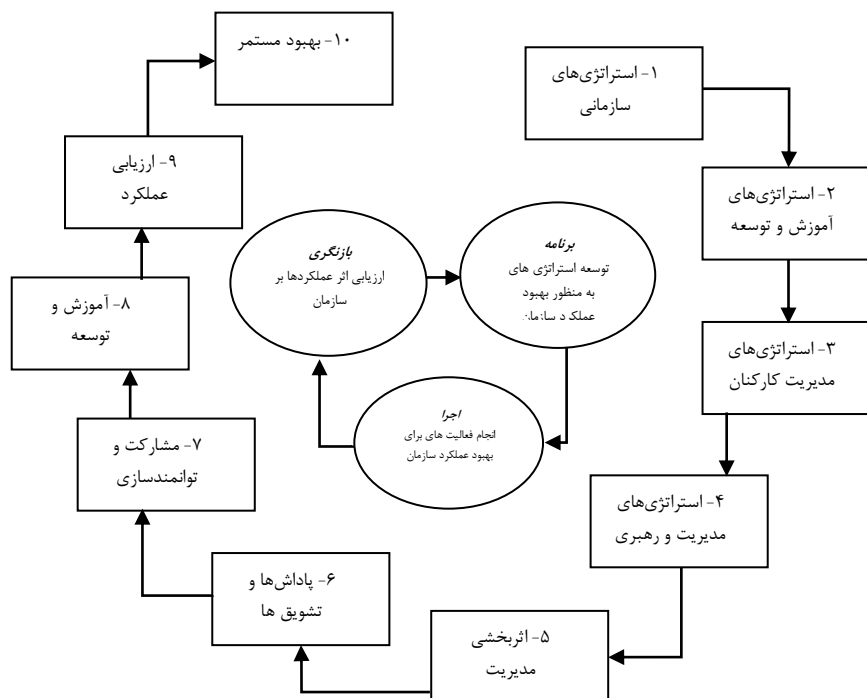 ۱- استراتژی‌های
سازمانی
۲- استراتژی‌های
آموزش و توسعه
۳- استراتژی‌های
مدیریت کارکنان
۴- استراتژی‌های
مدیریت و رهبری
۵- اثربخشی
مدیریت
۶- پاداش‌ها و
تشویق ها
۷- مشارکت و
توانمندسازی
۸- آموزش و
توسعه
۹- ارزیابی
عملکرد
۱۰- بهبود مستمر
برنامه
توسعه استراتژی های
به منظور بهبود
عملکرد سازمان
اجرا
انجام فعالیت های برای
بهبود عملکرد سازمان
بازنگری
ارزیابی اثر عملکردها بر
سازمان